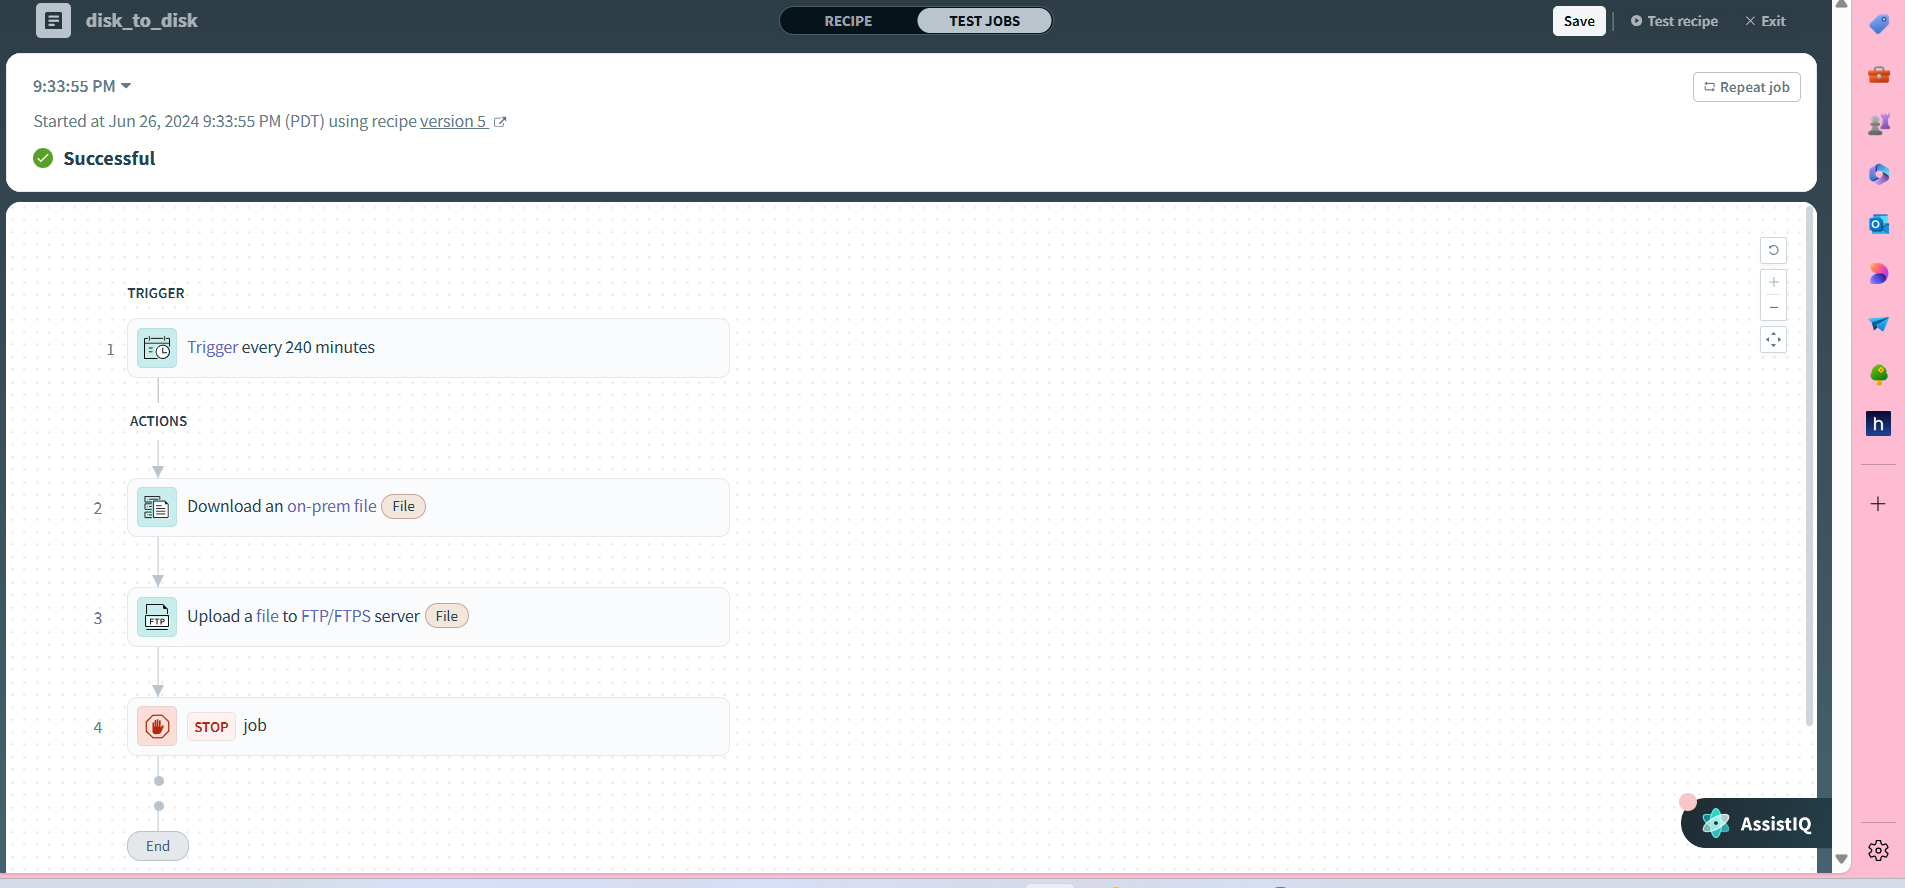 disk_to_disk
RECIPE
TEST JOBS
Save
Test recipe
Exit
9:33:55 PM
Repeat job
Started at Jun 26, 2024 9:33:55 PM (PDT) using recipe version 5
Successful
TRIGGER
1 Trigger every 240 minutes
ACTIONS
2 Download an on-prem file File
3 FTP Upload a file to FTP/FTPS server File
4 STOP job
End
AssistIQ
h